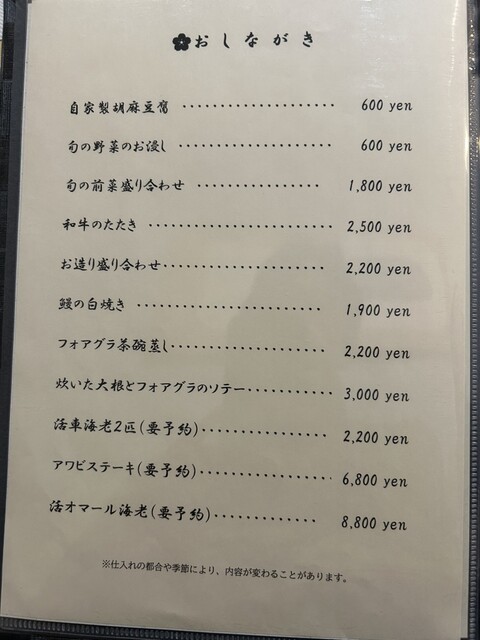 おしながき
自家製胡麻豆腐 ···················· 600 yen
旬の野菜のお浸し ···················· 600 yen
旬の前菜盛り合わせ ················ 1,800 yen
和牛のたたき ························ 2,500 yen
お造り盛り合わせ····················· 2,200 yen
鰻の白焼き ························ 1,900 yen
フォアグラ茶碗蒸し···················· 2,200 yen
炊いた大根とフォアグラのソテー··········· 3,000 yen
活車海老2匹(要予約)················ 2,200 yen
アワビステーキ(要予約)················· 6,800 yen
活オマール海老(要予約)·············· 8,800 yen
※仕入れの都合や季節により、内容が変わることがあります。